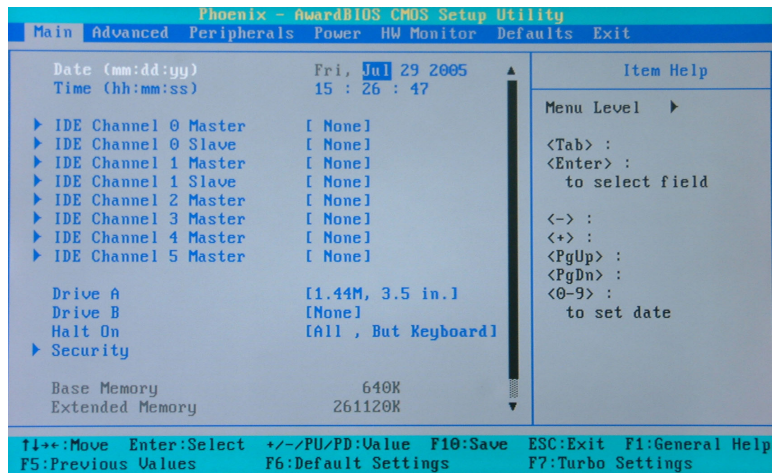 Phoenix - AwardBIOS CMOS Setup Utility
Main Advanced Peripherals Power HW Monitor Defaults Exit
Date (mm:dd:yy) Fri, Jul 29 2005
Time (hh:mm:ss) 15 : 26 : 47
IDE Channel 0 Master [ None]
IDE Channel 0 Slave [ None]
IDE Channel 1 Master [ None]
IDE Channel 1 Slave [ None]
IDE Channel 2 Master [ None]
IDE Channel 3 Master [ None]
IDE Channel 4 Master [ None]
IDE Channel 5 Master [ None]
Drive A [1.44M, 3.5 in.]
Drive B [None]
Halt On [All , But Keyboard]
Security
Base Memory 640K
Extended Memory 261120K
Item Help
Menu Level
<Tab> :
<Enter> :
to select field
<-> :
<+> :
<PgUp> :
<PgDn> :
<0-9> :
to set date
↑↓→←:Move Enter:Select +/-/PU/PD:Value F10:Save ESC:Exit F1:General Help
F5:Previous Values F6:Default Settings F7:Turbo Settings